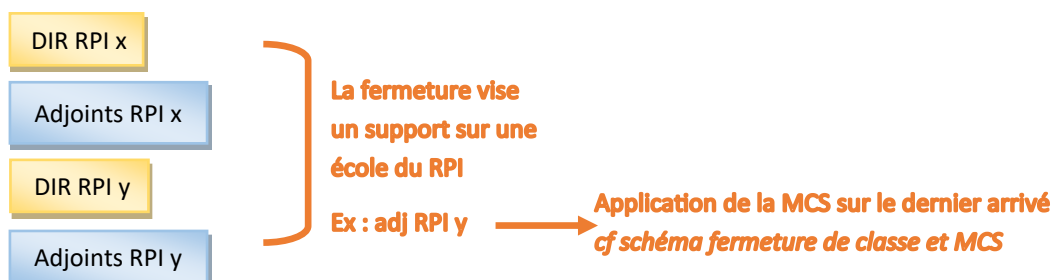 DIR RPI x
Adjoints RPI x
DIR RPI y
Adjoints RPI y
La fermeture vise
un support sur une
école du RPI
Ex : adj RPI y
Application de la MCS sur le dernier arrivé
cf schéma fermeture de classe et MCS